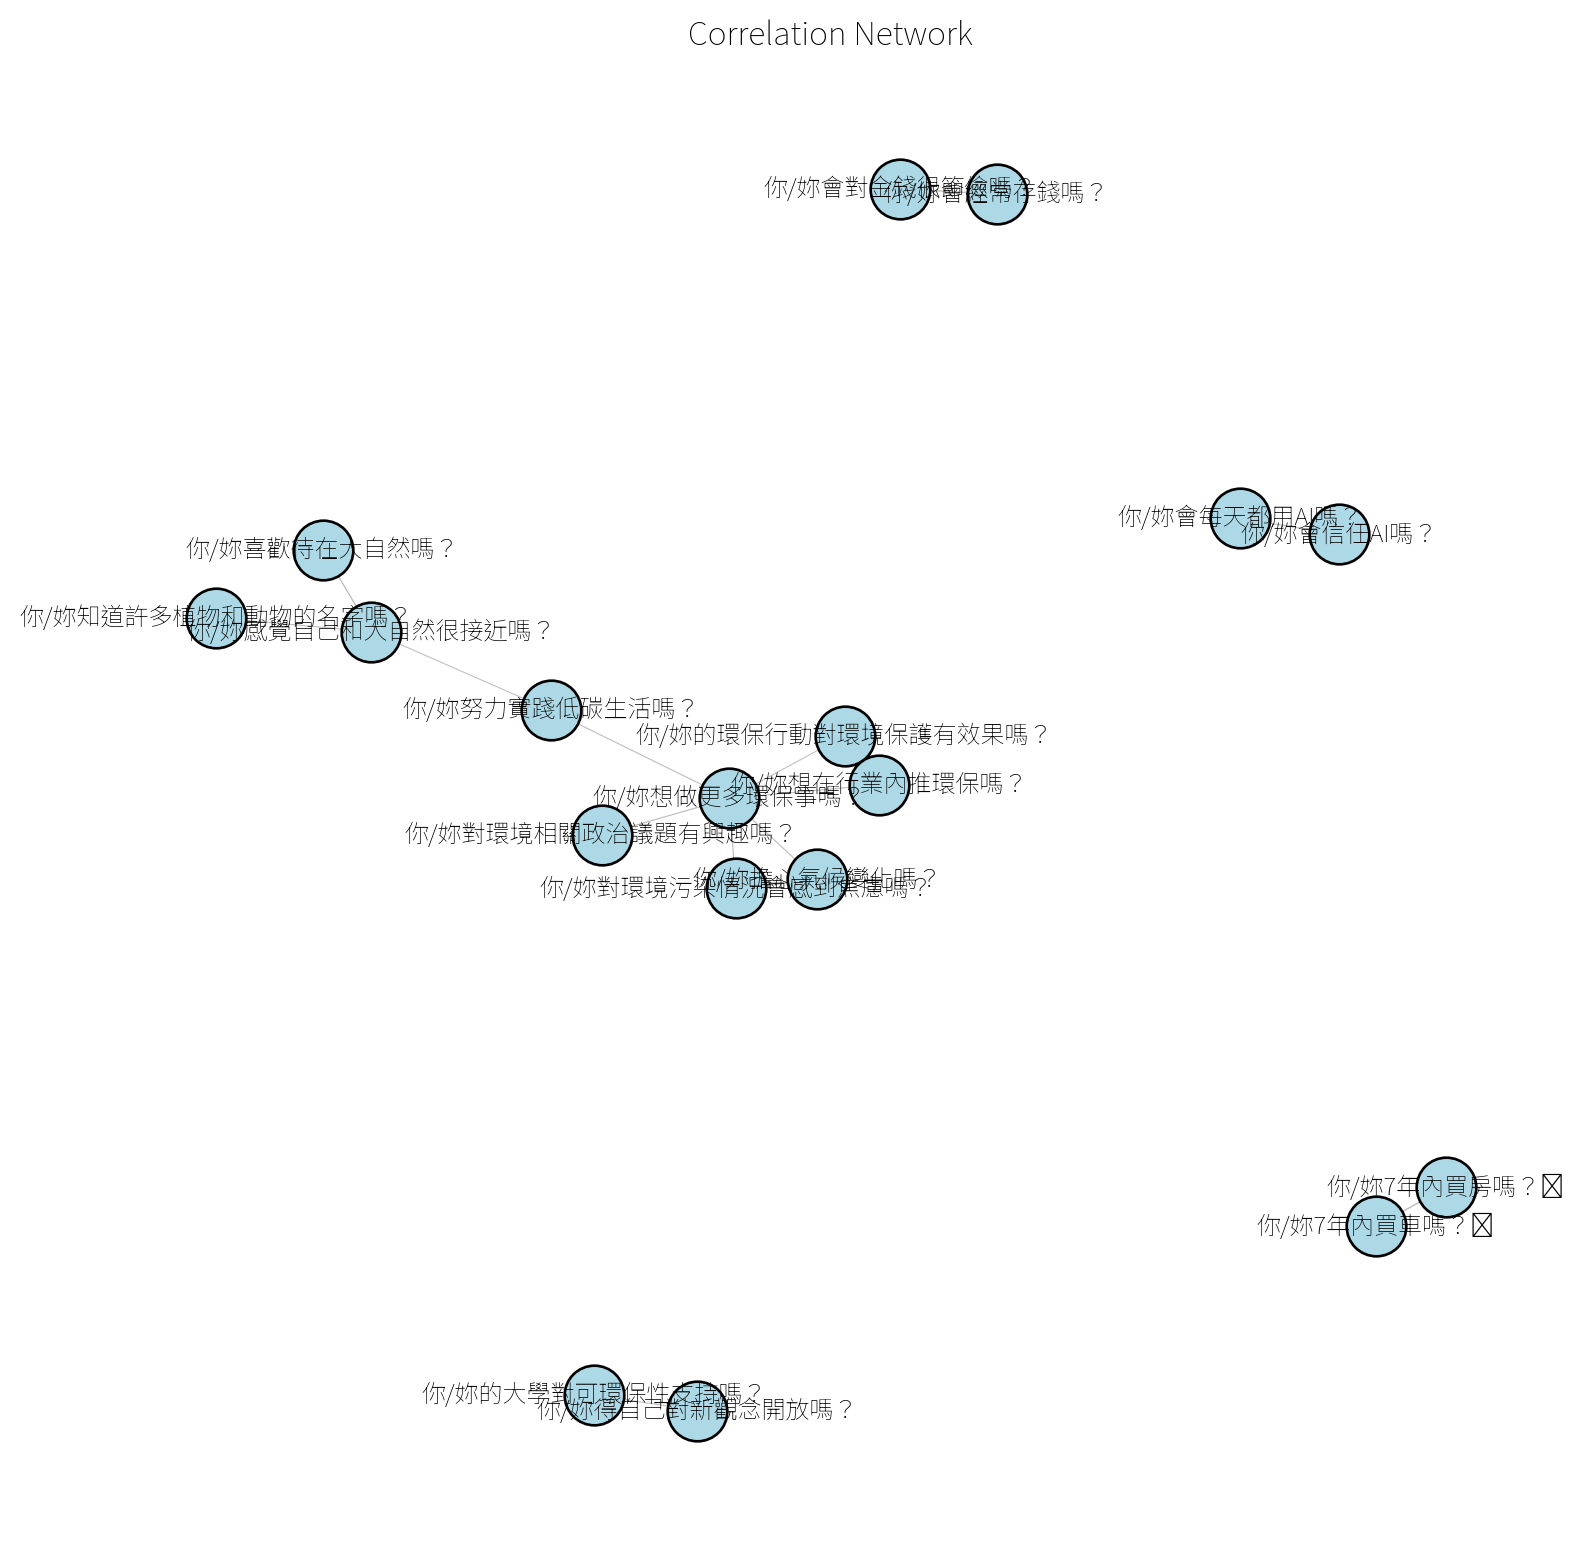 Correlation Network
你/妳會對金錢很節儉嗎？
你/妳會經常存錢嗎？
你/妳會每天都用AI嗎？
你/妳會信任AI嗎？
你/妳喜歡待在大自然嗎？
你/妳知道許多植物和動物的名字嗎？
你/妳感覺自己和大自然很接近嗎？
你/妳努力實踐低碳生活嗎？
你/妳的環保行動對環境保護有效果嗎？
你/妳想在行業內推環保嗎？
你/妳想做更多環保事嗎？
你/妳對環境相關政治議題有興趣嗎？
你/妳擔心氣候變化嗎？
你/妳對環境污染情況會感到焦慮嗎？
你/妳7年內買房嗎？
你/妳7年內買車嗎？
你/妳的大學對可環保性支持嗎？
你/妳得自己對新觀念開放嗎？